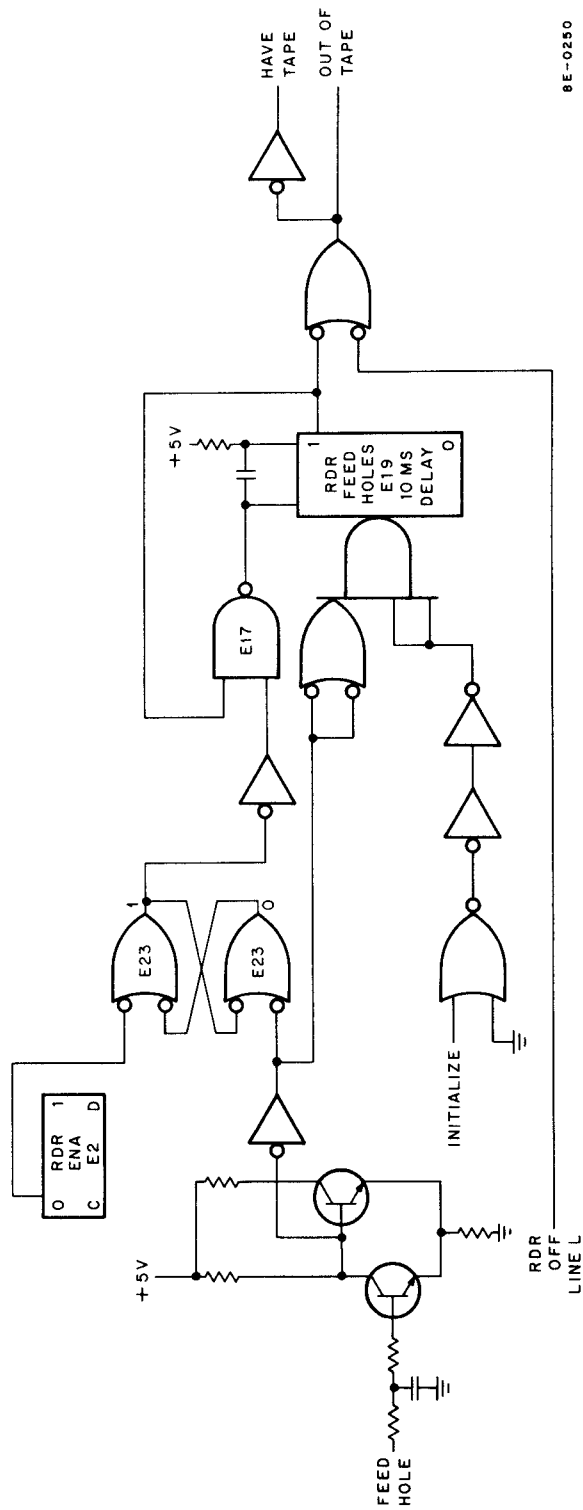 0 RDR 1
ENA
C E2 D
E23
1
E23
0
+5V
FEED
HOLE
E17
+5V
1
RDR
FEED
HOLES
E19
10 MS
DELAY
0
INITIALIZE
RDR
OFF
LINE L
HAVE
TAPE
OUT OF
TAPE
8E-0250